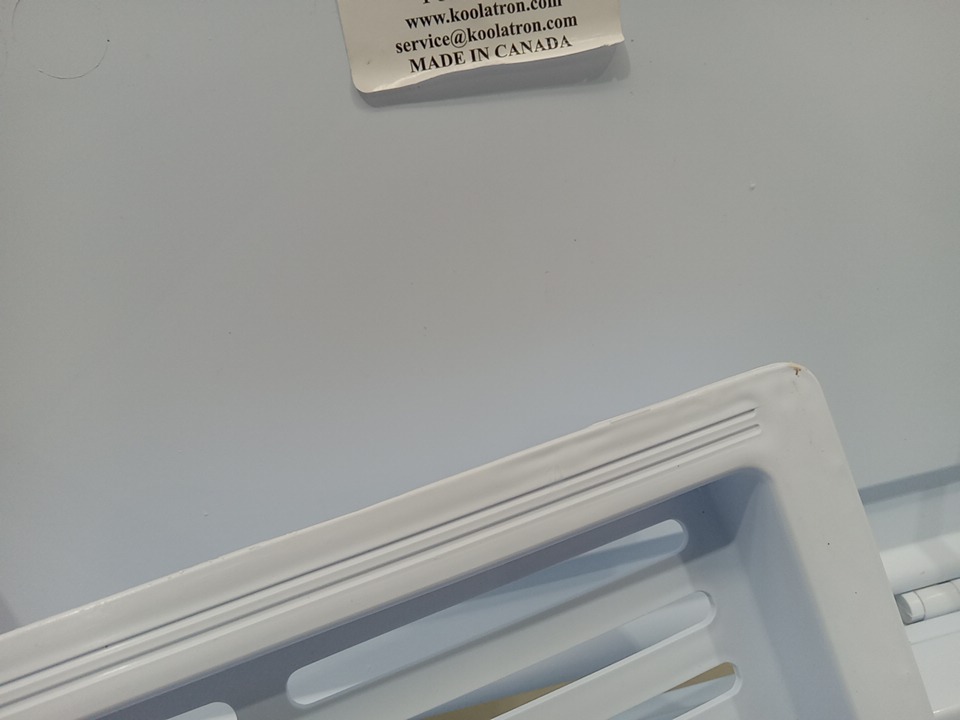 www.koolatron.com
service@koolatron.com
MADE IN CANADA